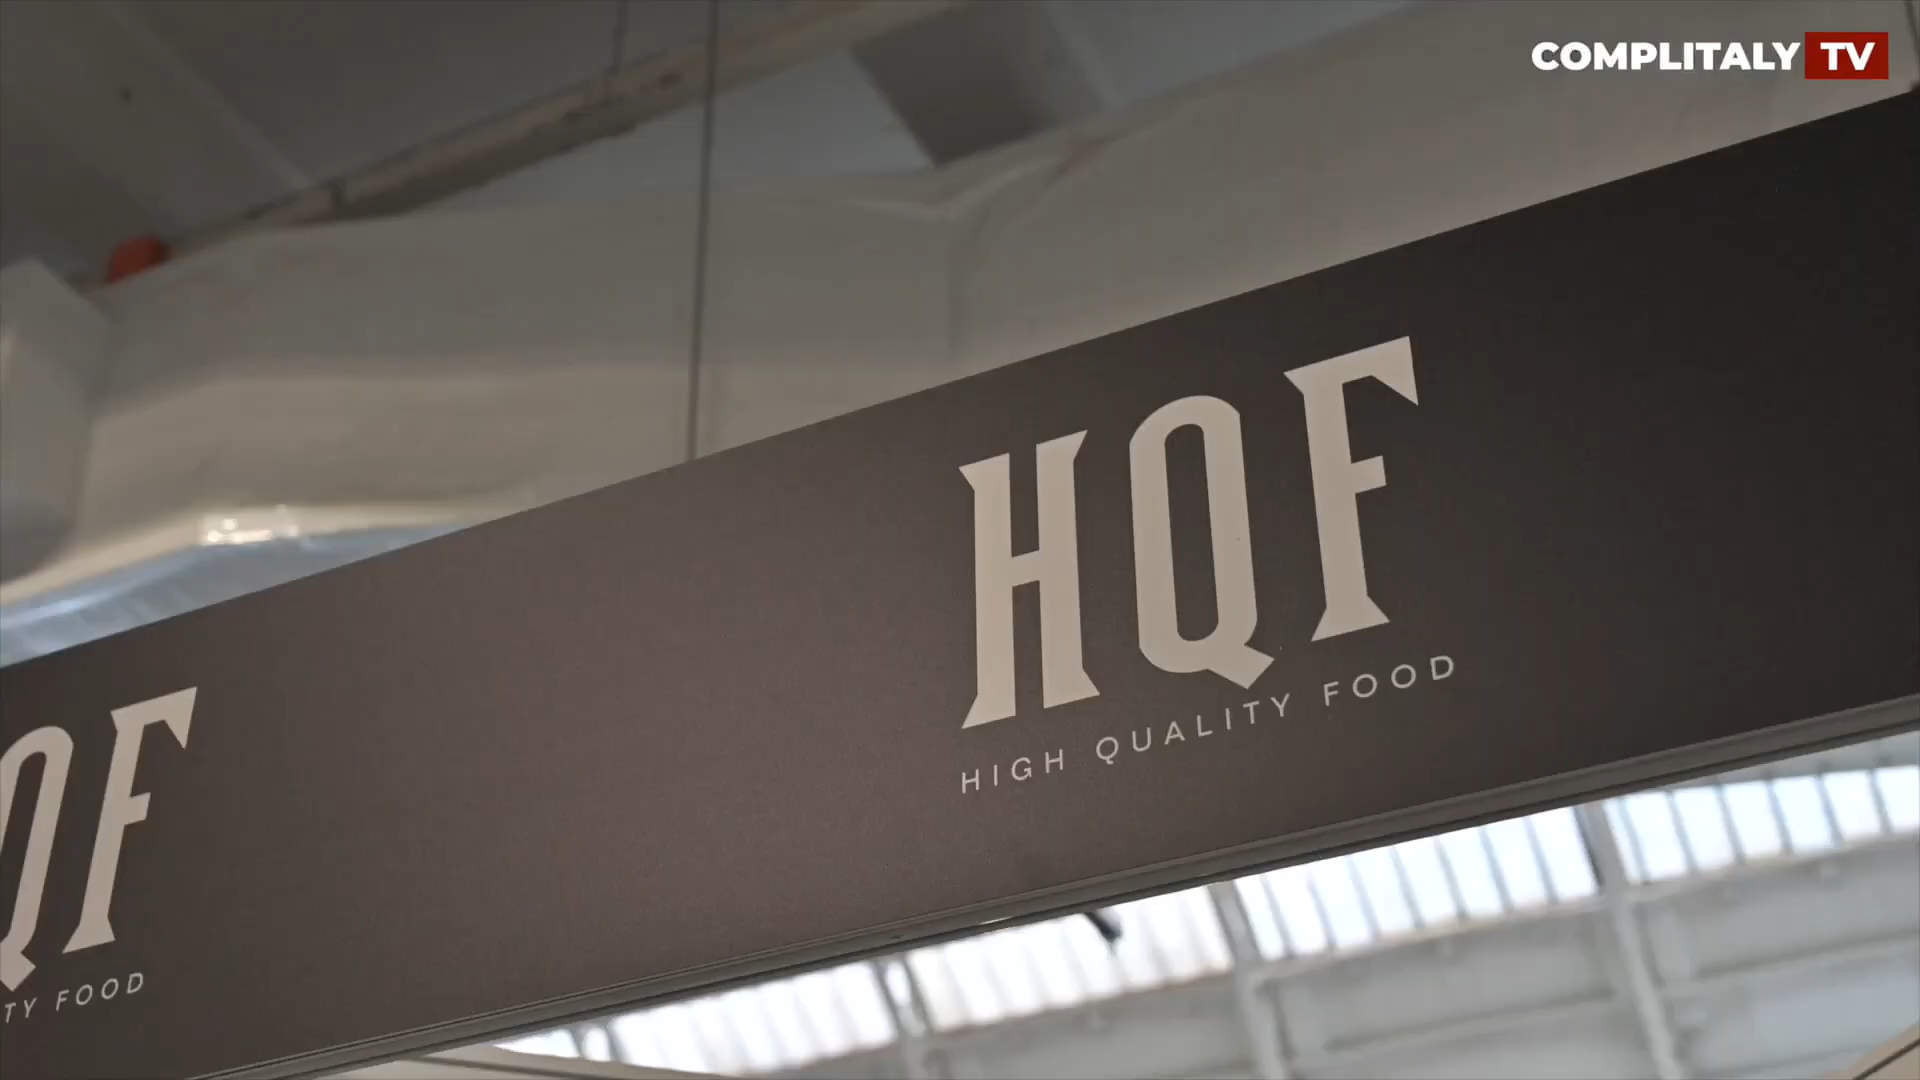 COMPLITALY TV
HQF
HIGH QUALITY FOOD
QF
TY FOOD